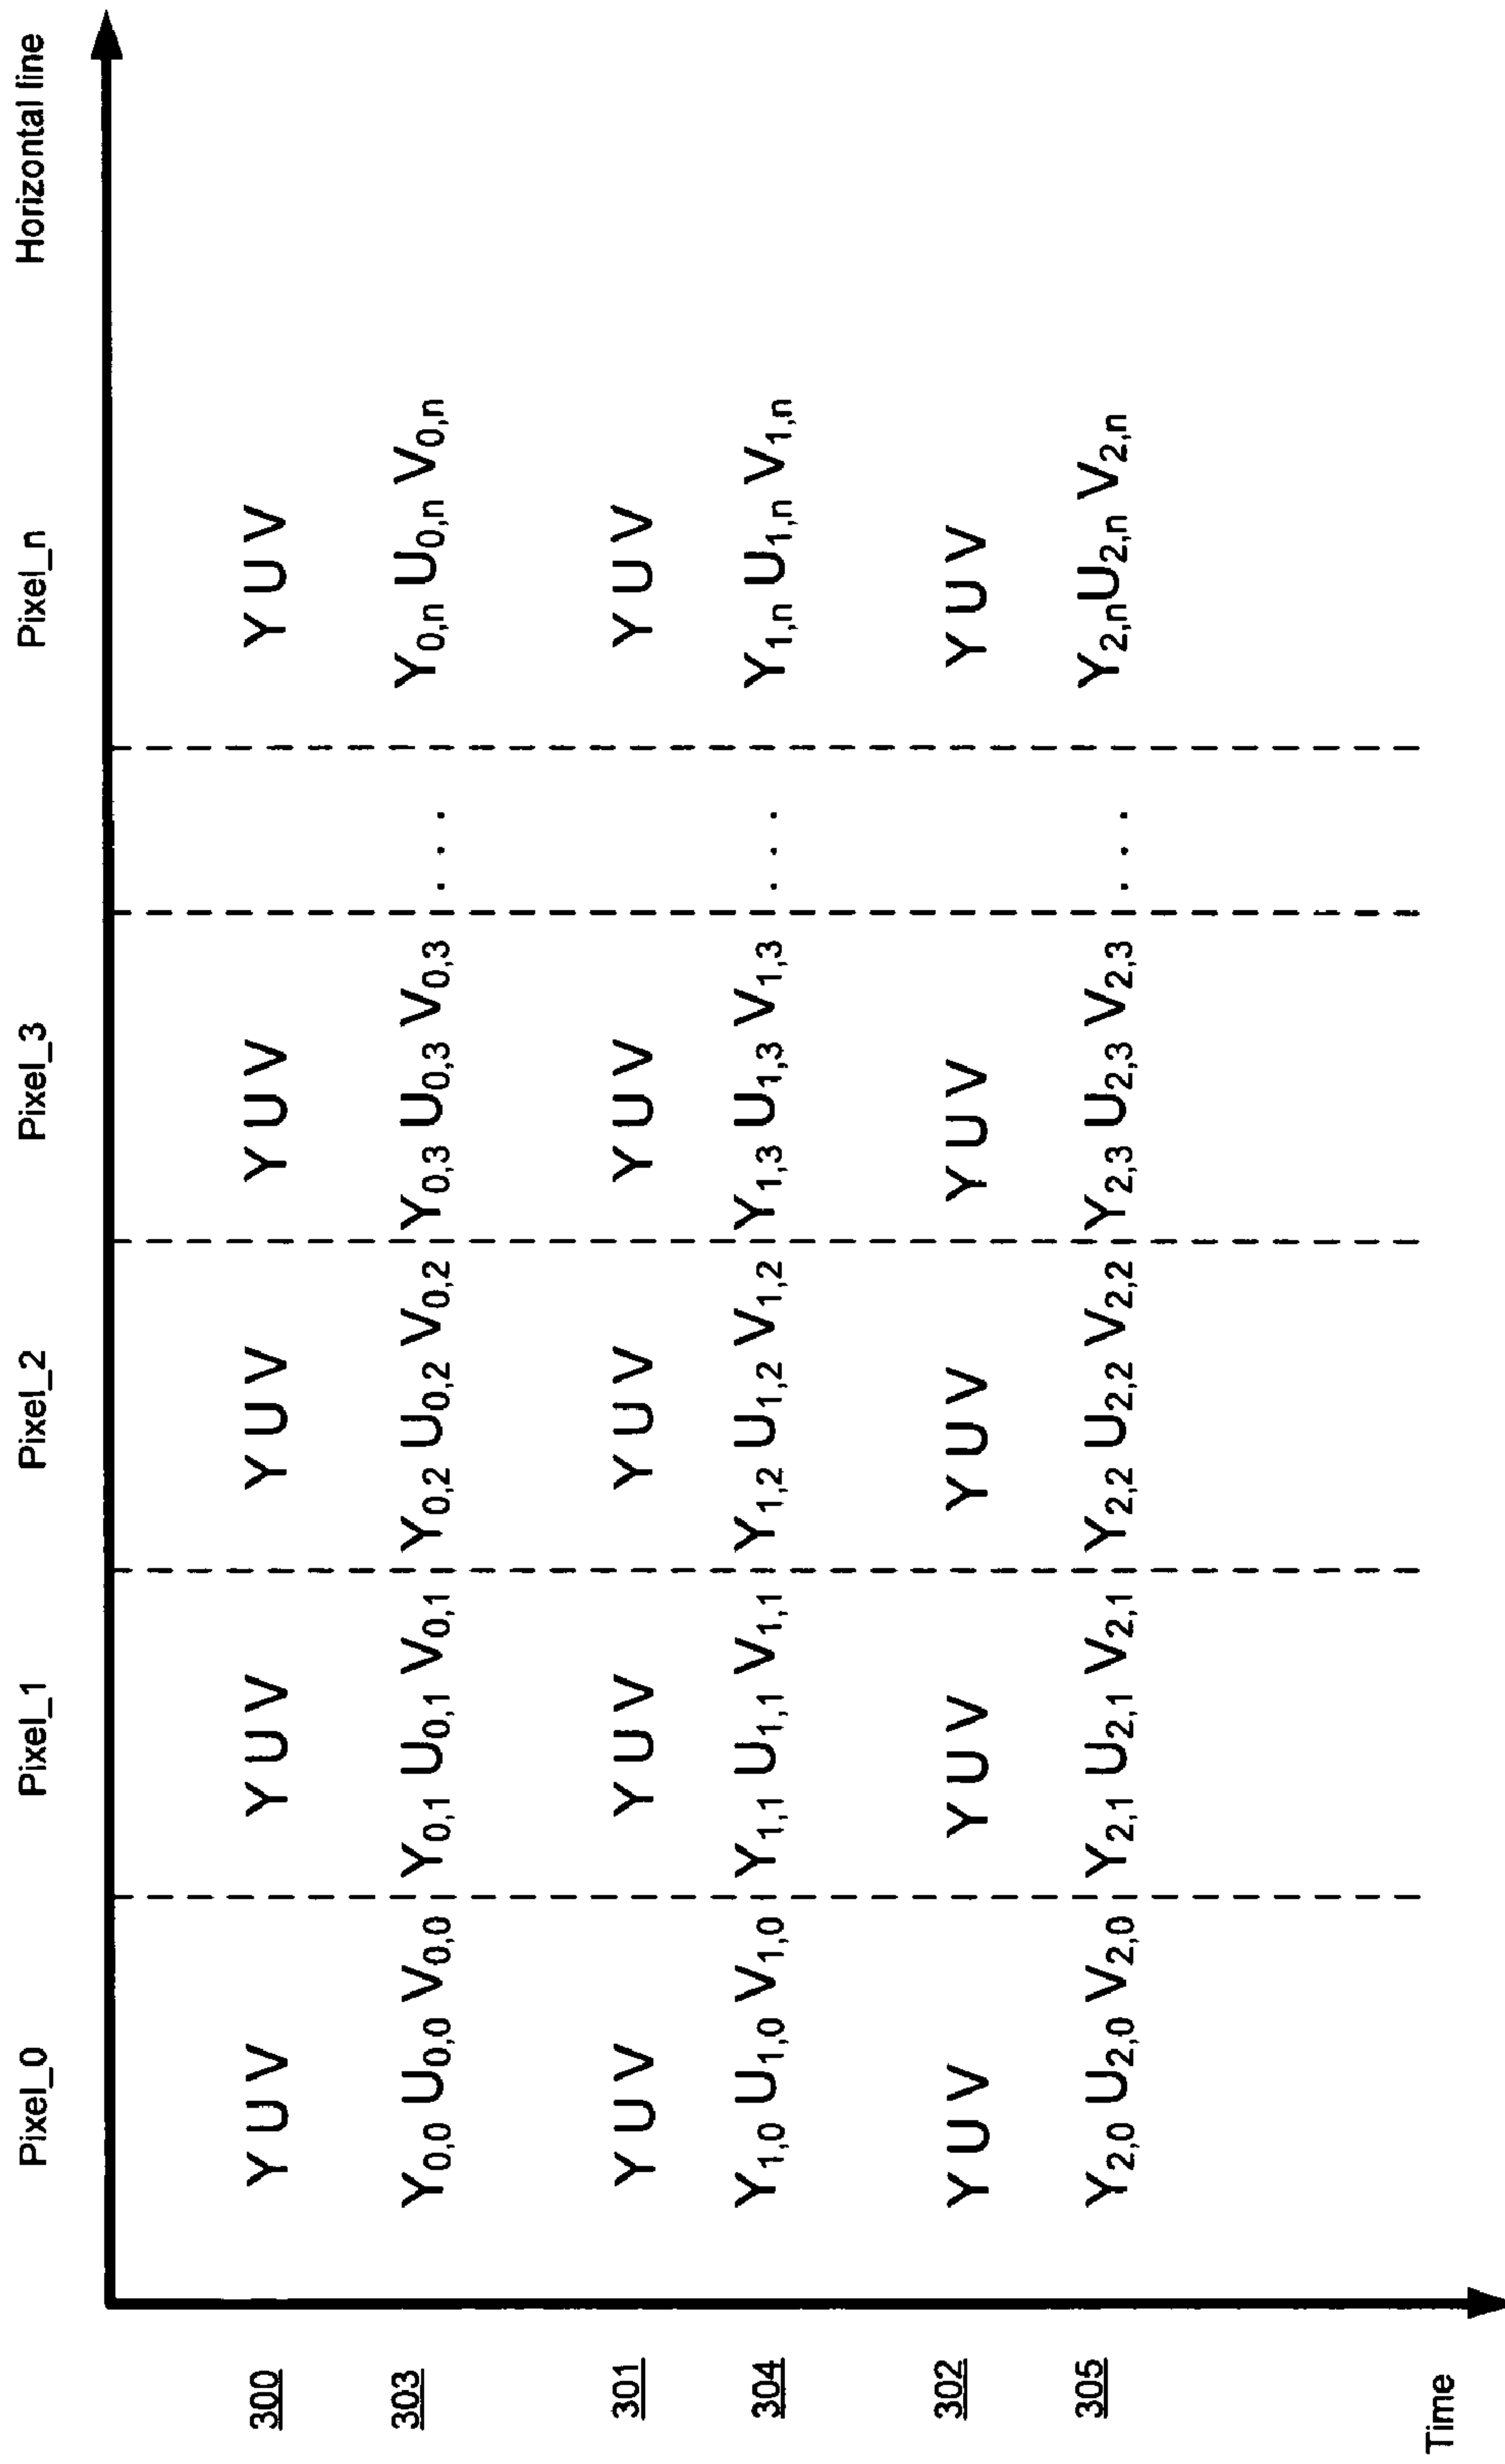 Pixel_0 Pixel_1 Pixel_2 Pixel_3 Pixel_n Horizontal line
300 Y U V Y U V Y U V Y U V Y U V
303 Y0,0 U0,0 V0,0 Y0,1 U0,1 V0,1 Y0,2 U0,2 V0,2 Y0,3 U0,3 V0,3 . . . Y0,n U0,n V0,n
301 Y U V Y U V Y U V Y U V Y U V
304 Y1,0 U1,0 V1,0 Y1,1 U1,1 V1,1 Y1,2 U1,2 V1,2 Y1,3 U1,3 V1,3 . . . Y1,n U1,n V1,n
302 Y U V Y U V Y U V Y U V Y U V
305 Y2,0 U2,0 V2,0 Y2,1 U2,1 V2,1 Y2,2 U2,2 V2,2 Y2,3 U2,3 V2,3 . . . Y2,n U2,n V2,n
Time